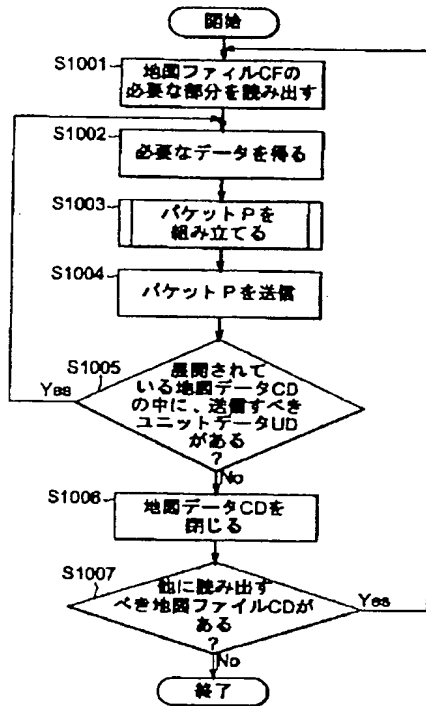 開始
S1001
地図ファイルCFの
必要な部分を読み出す
S1002
必要なデータを得る
S1003
パケットPを
組み立てる
S1004
パケットPを送信
S1005
展開されて
いる地図データCD
の中に、送信すべき
ユニットデータUD
がある
?
Yes
No
S1006
地図データCDを
閉じる
S1007
他に読み出す
べき地図ファイルCDが
ある
?
Yes
No
終了